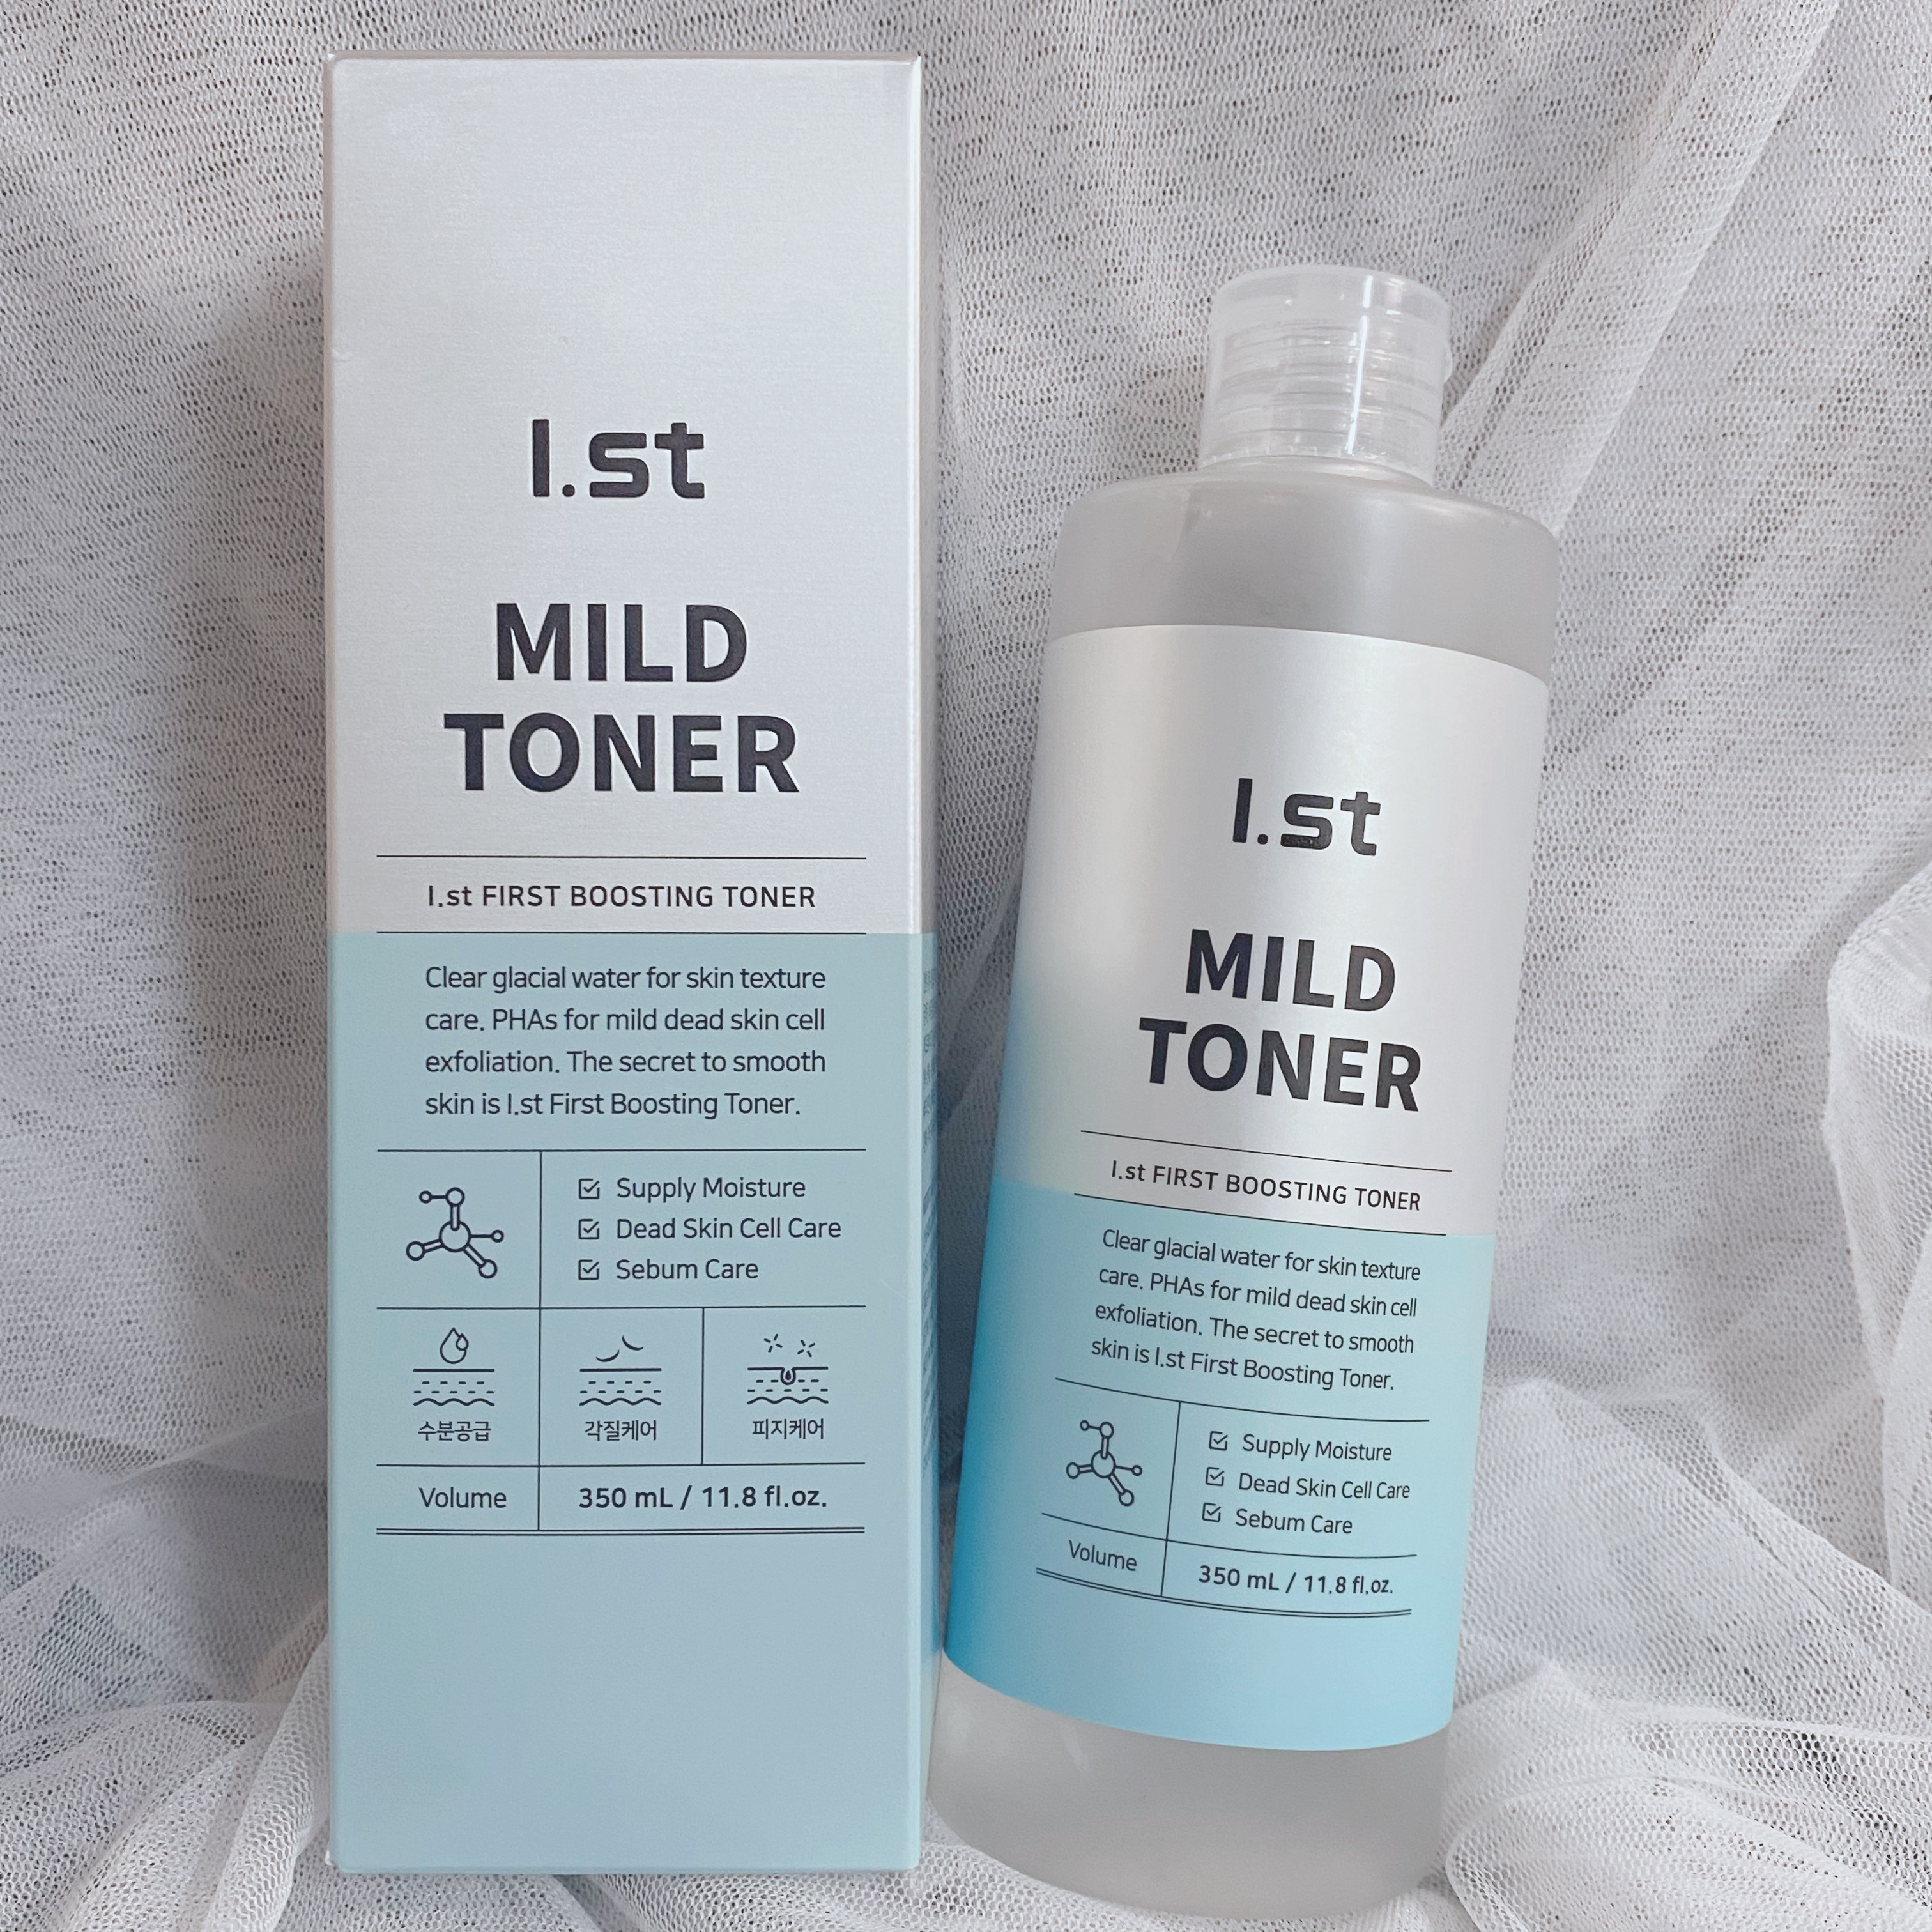 I.st
MILD
TONER
I.st FIRST BOOSTING TONER
Clear glacial water for skin texture
care. PHAs for mild dead skin cell
exfoliation. The secret to smooth
skin is I.st First Boosting Toner.
Supply Moisture
Dead Skin Cell Care
Sebum Care
수분공급 각질케어 피지케어
Volume 350 mL / 11.8 fl.oz.
I.st
MILD
TONER
I.st FIRST BOOSTING TONER
Clear glacial water for skin texture
care. PHAs for mild dead skin cell
exfoliation. The secret to smooth
skin is I.st First Boosting Toner.
Supply Moisture
Dead Skin Cell Care
Sebum Care
Volume 350 mL / 11.8 fl.oz.